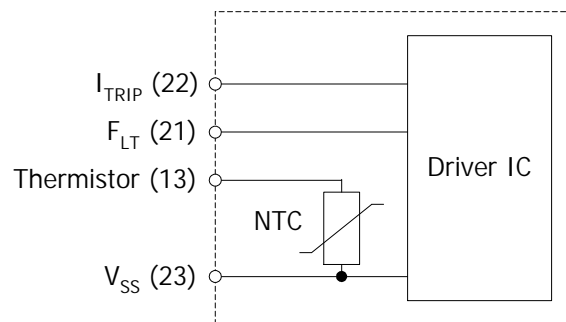 I_TRIP (22)
F_LT (21)
Thermistor (13)
V_SS (23)
NTC
Driver IC